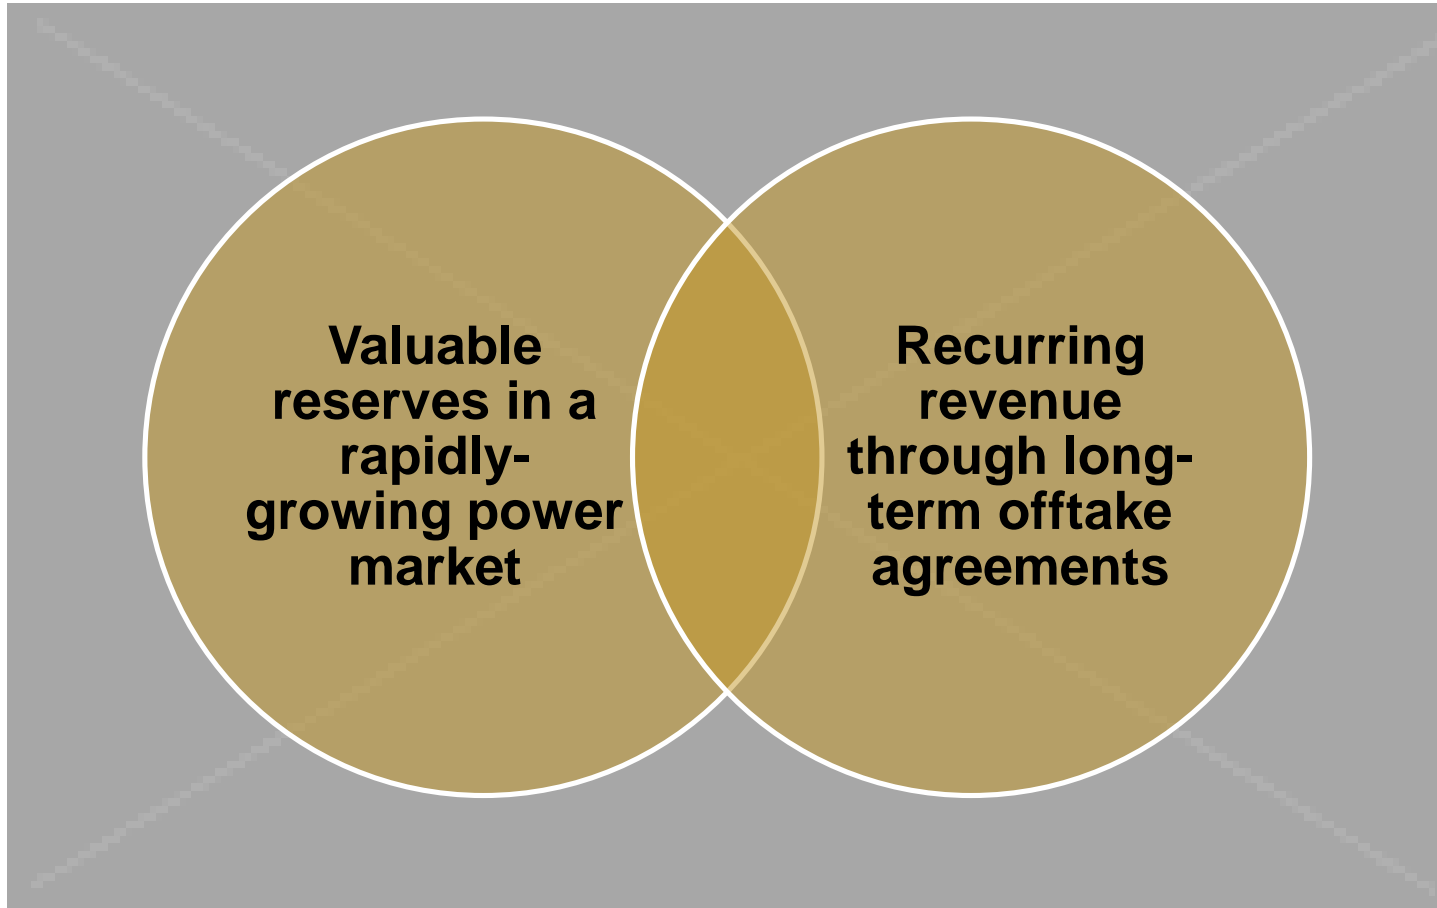 Valuable
reserves in a
rapidly-
growing power
market
Recurring
revenue
through long-
term offtake
agreements